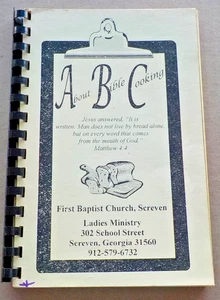 About Bible Cooking
Jesus answered, "It is
written: Man does not live by bread alone,
but on every word that comes
from the mouth of God."
Matthew 4:4
First Baptist Church, Screven
Ladies Ministry
302 School Street
Screven, Georgia 31560
912-579-6732